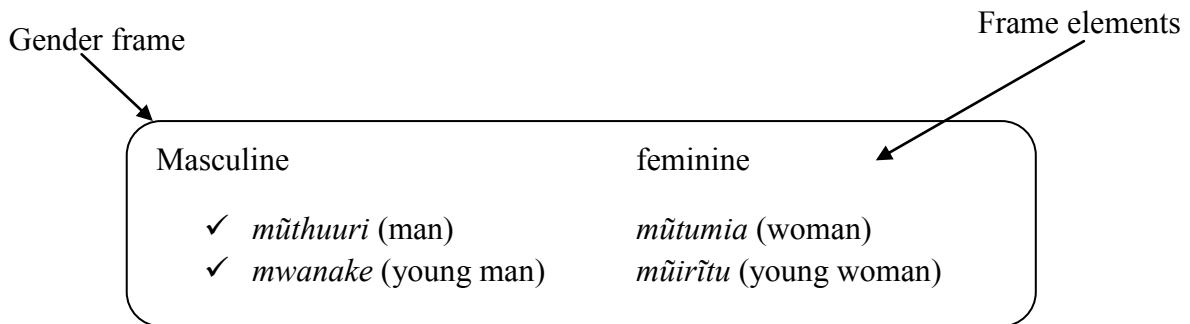 Gender frame
Frame elements
Masculine feminine
✓ mũthuuri (man) mũtumia (woman)
✓ mwanake (young man) mũirĩtu (young woman)